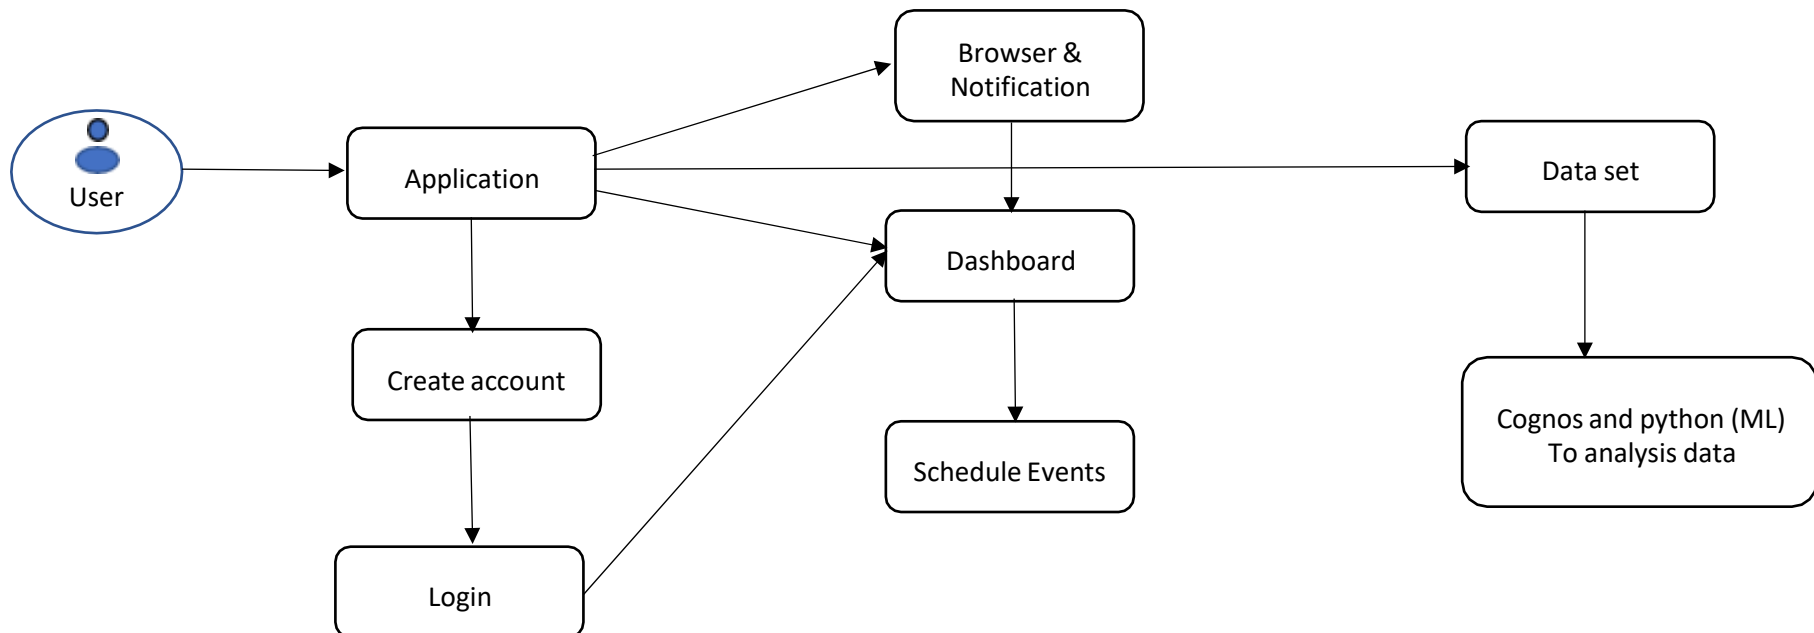 Browser &
Notification
User
Application
Data set
Dashboard
Create account
Cognos and python (ML)
To analysis data
Schedule Events
Login